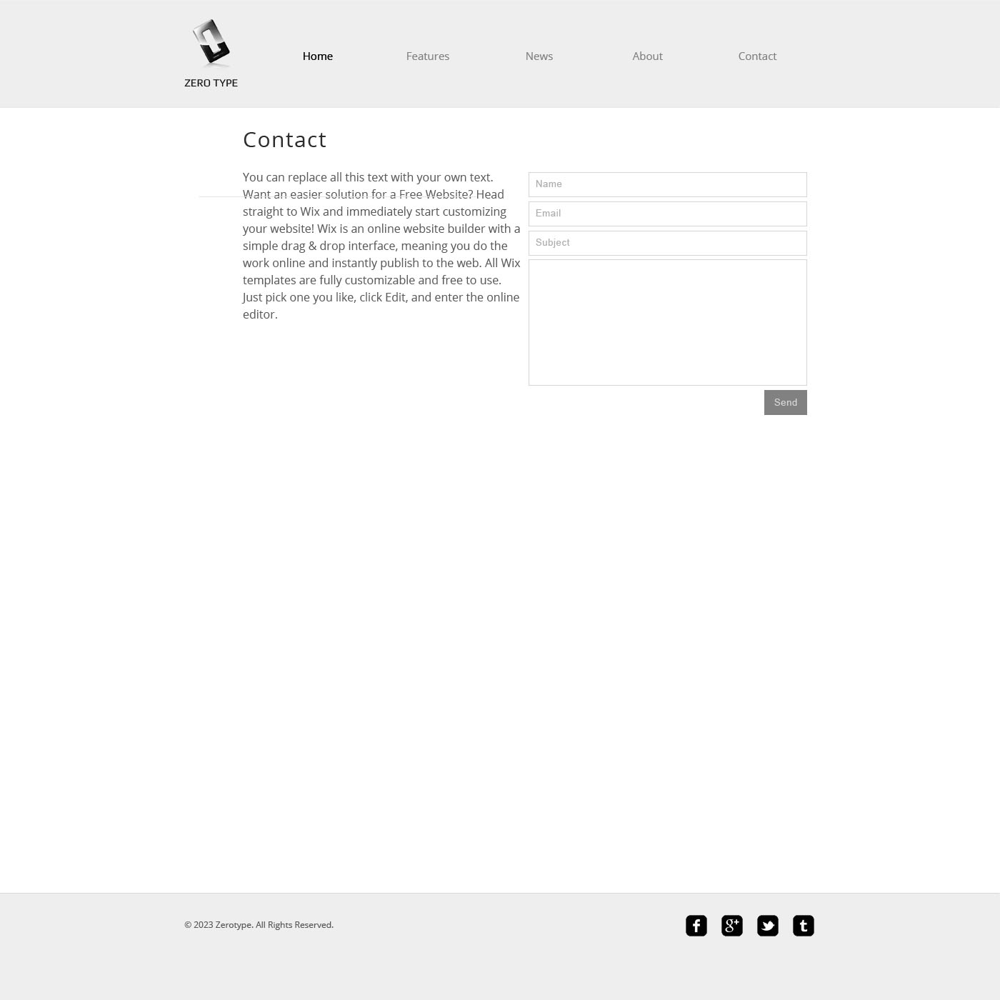 ZERO TYPE
Home
Features
News
About
Contact
Contact
You can replace all this text with your own text.
Want an easier solution for a Free Website? Head
straight to Wix and immediately start customizing
your website! Wix is an online website builder with a
simple drag & drop interface, meaning you do the
work online and instantly publish to the web. All Wix
templates are fully customizable and free to use.
Just pick one you like, click Edit, and enter the online
editor.
Name
Email
Subject
Send
© 2023 Zerotype. All Rights Reserved.